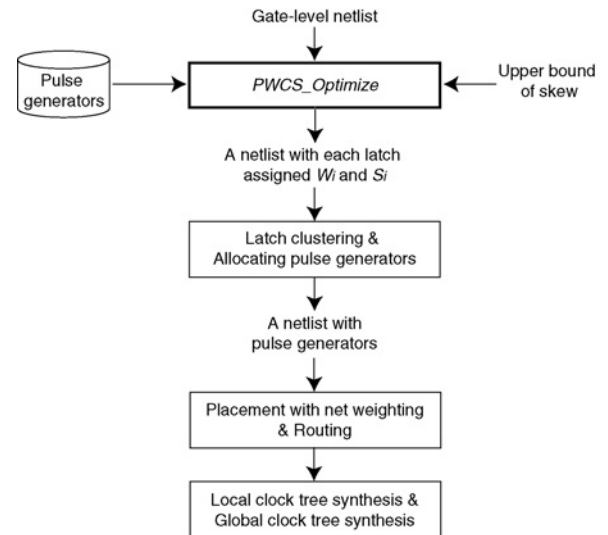 Gate-level netlist
Pulse
generators
PWCS_Optimize
Upper bound
of skew
A netlist with each latch
assigned Wi and Si
Latch clustering &
Allocating pulse generators
A netlist with
pulse generators
Placement with net weighting
& Routing
Local clock tree synthesis &
Global clock tree synthesis